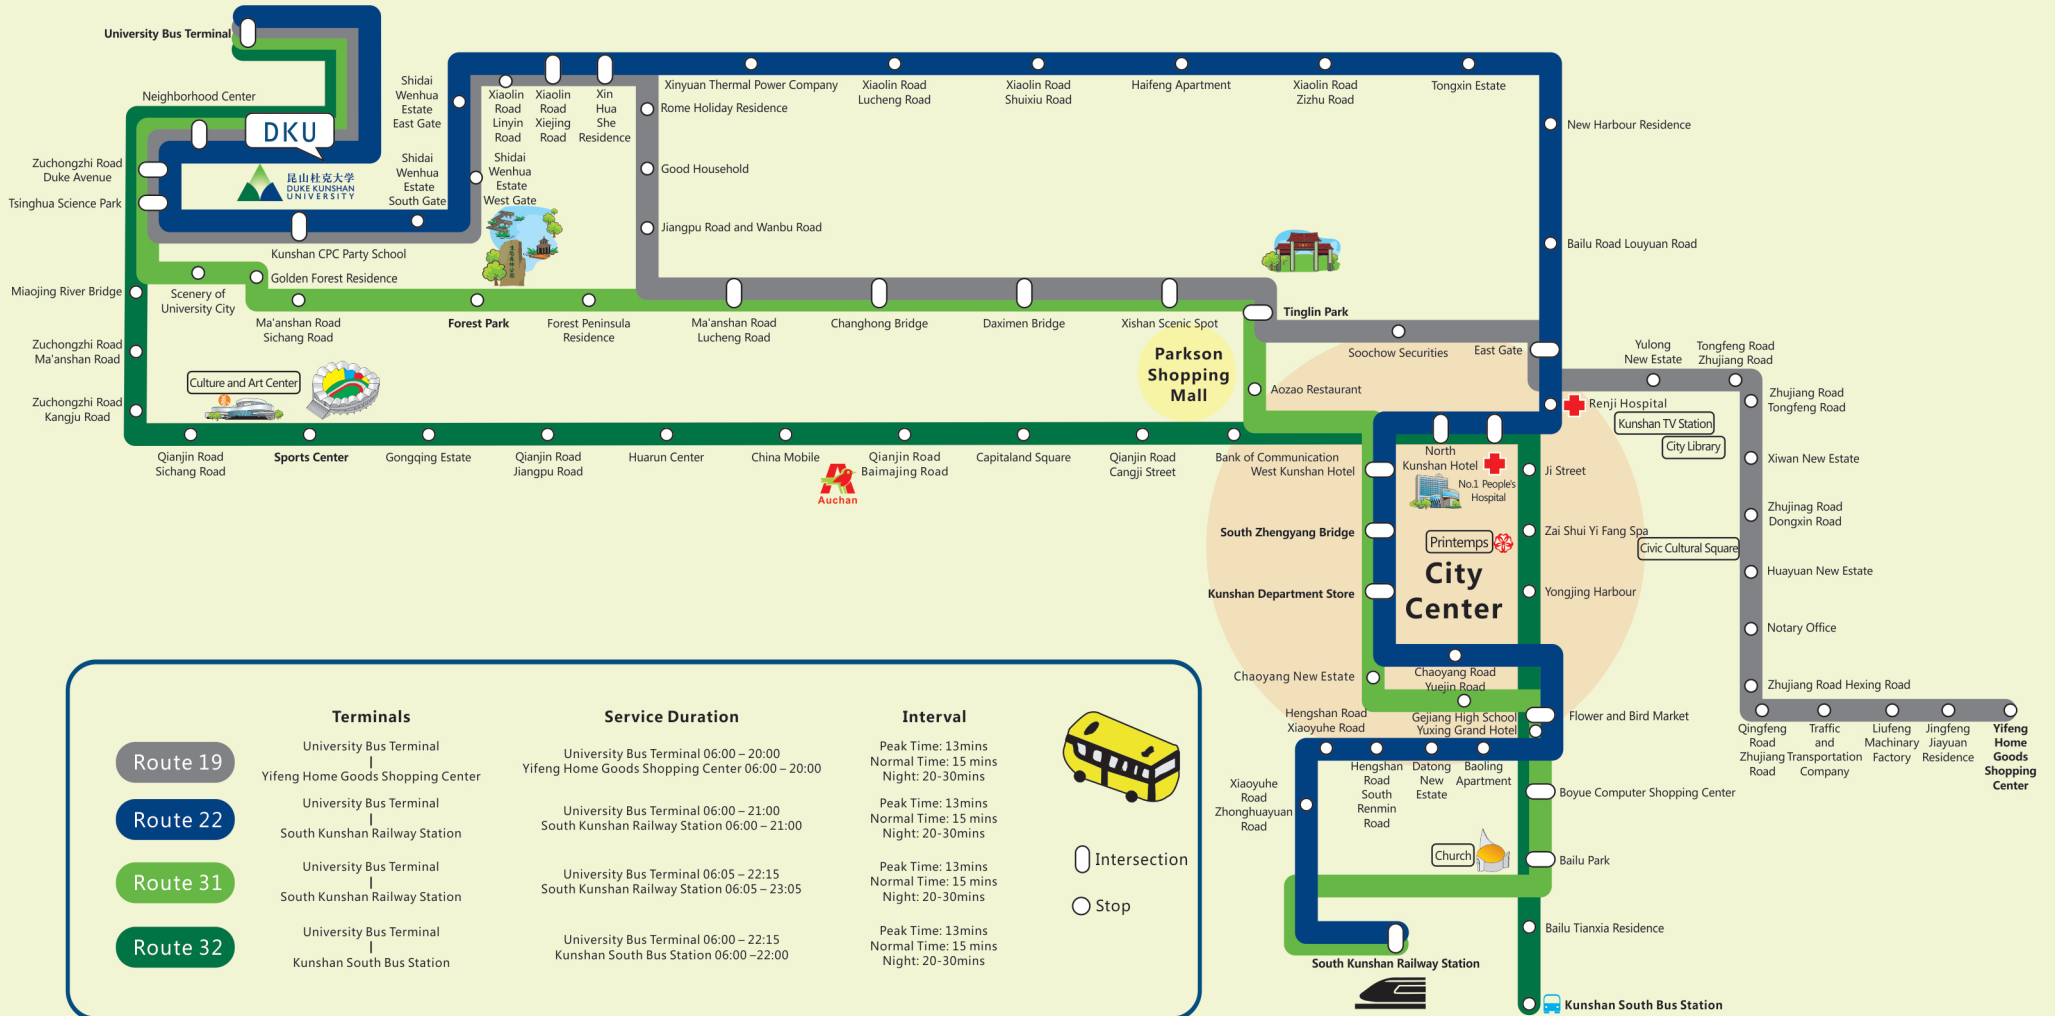 University Bus Terminal
Neighborhood Center
DKU
昆山杜克大学
DUKE KUNSHAN
UNIVERSITY
Zuchongzhi Road
Duke Avenue
Tsinghua Science Park
Kunshan CPC Party School
Shidai
Wenhua
Estate
East Gate
Shidai
Wenhua
Estate
South Gate
Xiaolin
Road
Linyin
Road
Xiaolin
Road
Xiejing
Road
Xin
Hua
She
Residence
Shidai
Wenhua
Estate
West Gate
Rome Holiday Residence
Good Household
Jiangpu Road and Wanbu Road
Xinyuan Thermal Power Company
Xiaolin Road
Lucheng Road
Xiaolin Road
Shuixiu Road
Haifeng Apartment
Xiaolin Road
Zizhu Road
Tongxin Estate
New Harbour Residence
Bailu Road Louyuan Road
Miaojing River Bridge
Scenery of
University City
Golden Forest Residence
Ma'anshan Road
Sichang Road
Forest Park
Forest Peninsula
Residence
Ma'anshan Road
Lucheng Road
Changhong Bridge
Daximen Bridge
Xishan Scenic Spot
Tinglin Park
Soochow Securities
East Gate
Parkson
Shopping
Mall
Aozao Restaurant
Yulong
New Estate
Tongfeng Road
Zhujiang Road
Zhujiang Road
Tongfeng Road
Renji Hospital
Kunshan TV Station
City Library
Xiwan New Estate
Zhujinag Road
Dongxin Road
Civic Cultural Square
Huayuan New Estate
Notary Office
Zhujiang Road Hexing Road
Qingfeng
Road
Zhujiang
Road
Traffic
and
Transportation
Company
Liufeng
Machinary
Factory
Jingfeng
Jiayuan
Residence
Yifeng
Home
Goods
Shopping
Center
Zuchongzhi Road
Ma'anshan Road
Zuchongzhi Road
Kangju Road
Culture and Art Center
Qianjin Road
Sichang Road
Sports Center
Gongqing Estate
Qianjin Road
Jiangpu Road
Huarun Center
China Mobile
Auchan
Qianjin Road
Baimajing Road
Capitaland Square
Qianjin Road
Cangji Street
Bank of Communication
West Kunshan Hotel
North
Kunshan Hotel
No.1 People's
Hospital
Ji Street
South Zhengyang Bridge
Printemps
Zai Shui Yi Fang Spa
City
Center
Kunshan Department Store
Yongjing Harbour
Chaoyang New Estate
Chaoyang Road
Yuejin Road
Hengshan Road
Xiaoyuhe Road
Gejiang High School
Yuxing Grand Hotel
Flower and Bird Market
Hengshan
Road
South
Renmin
Road
Datong
New
Estate
Baoling
Apartment
Xiaoyuhe
Road
Zhonghuayuan
Road
Boyue Computer Shopping Center
Church
Bailu Park
Bailu Tianxia Residence
South Kunshan Railway Station
Kunshan South Bus Station
Terminals
Service Duration
Interval
Route 19
University Bus Terminal
Yifeng Home Goods Shopping Center
University Bus Terminal 06:00 – 20:00
Yifeng Home Goods Shopping Center 06:00 – 20:00
Peak Time: 13mins
Normal Time: 15 mins
Night: 20-30mins
Route 22
University Bus Terminal
South Kunshan Railway Station
University Bus Terminal 06:00 – 21:00
South Kunshan Railway Station 06:00 – 21:00
Peak Time: 13mins
Normal Time: 15 mins
Night: 20-30mins
Route 31
University Bus Terminal
South Kunshan Railway Station
University Bus Terminal 06:05 – 22:15
South Kunshan Railway Station 06:05 – 23:05
Peak Time: 13mins
Normal Time: 15 mins
Night: 20-30mins
Route 32
University Bus Terminal
Kunshan South Bus Station
University Bus Terminal 06:00 – 22:15
Kunshan South Bus Station 06:00 –22:00
Peak Time: 13mins
Normal Time: 15 mins
Night: 20-30mins
Intersection
Stop